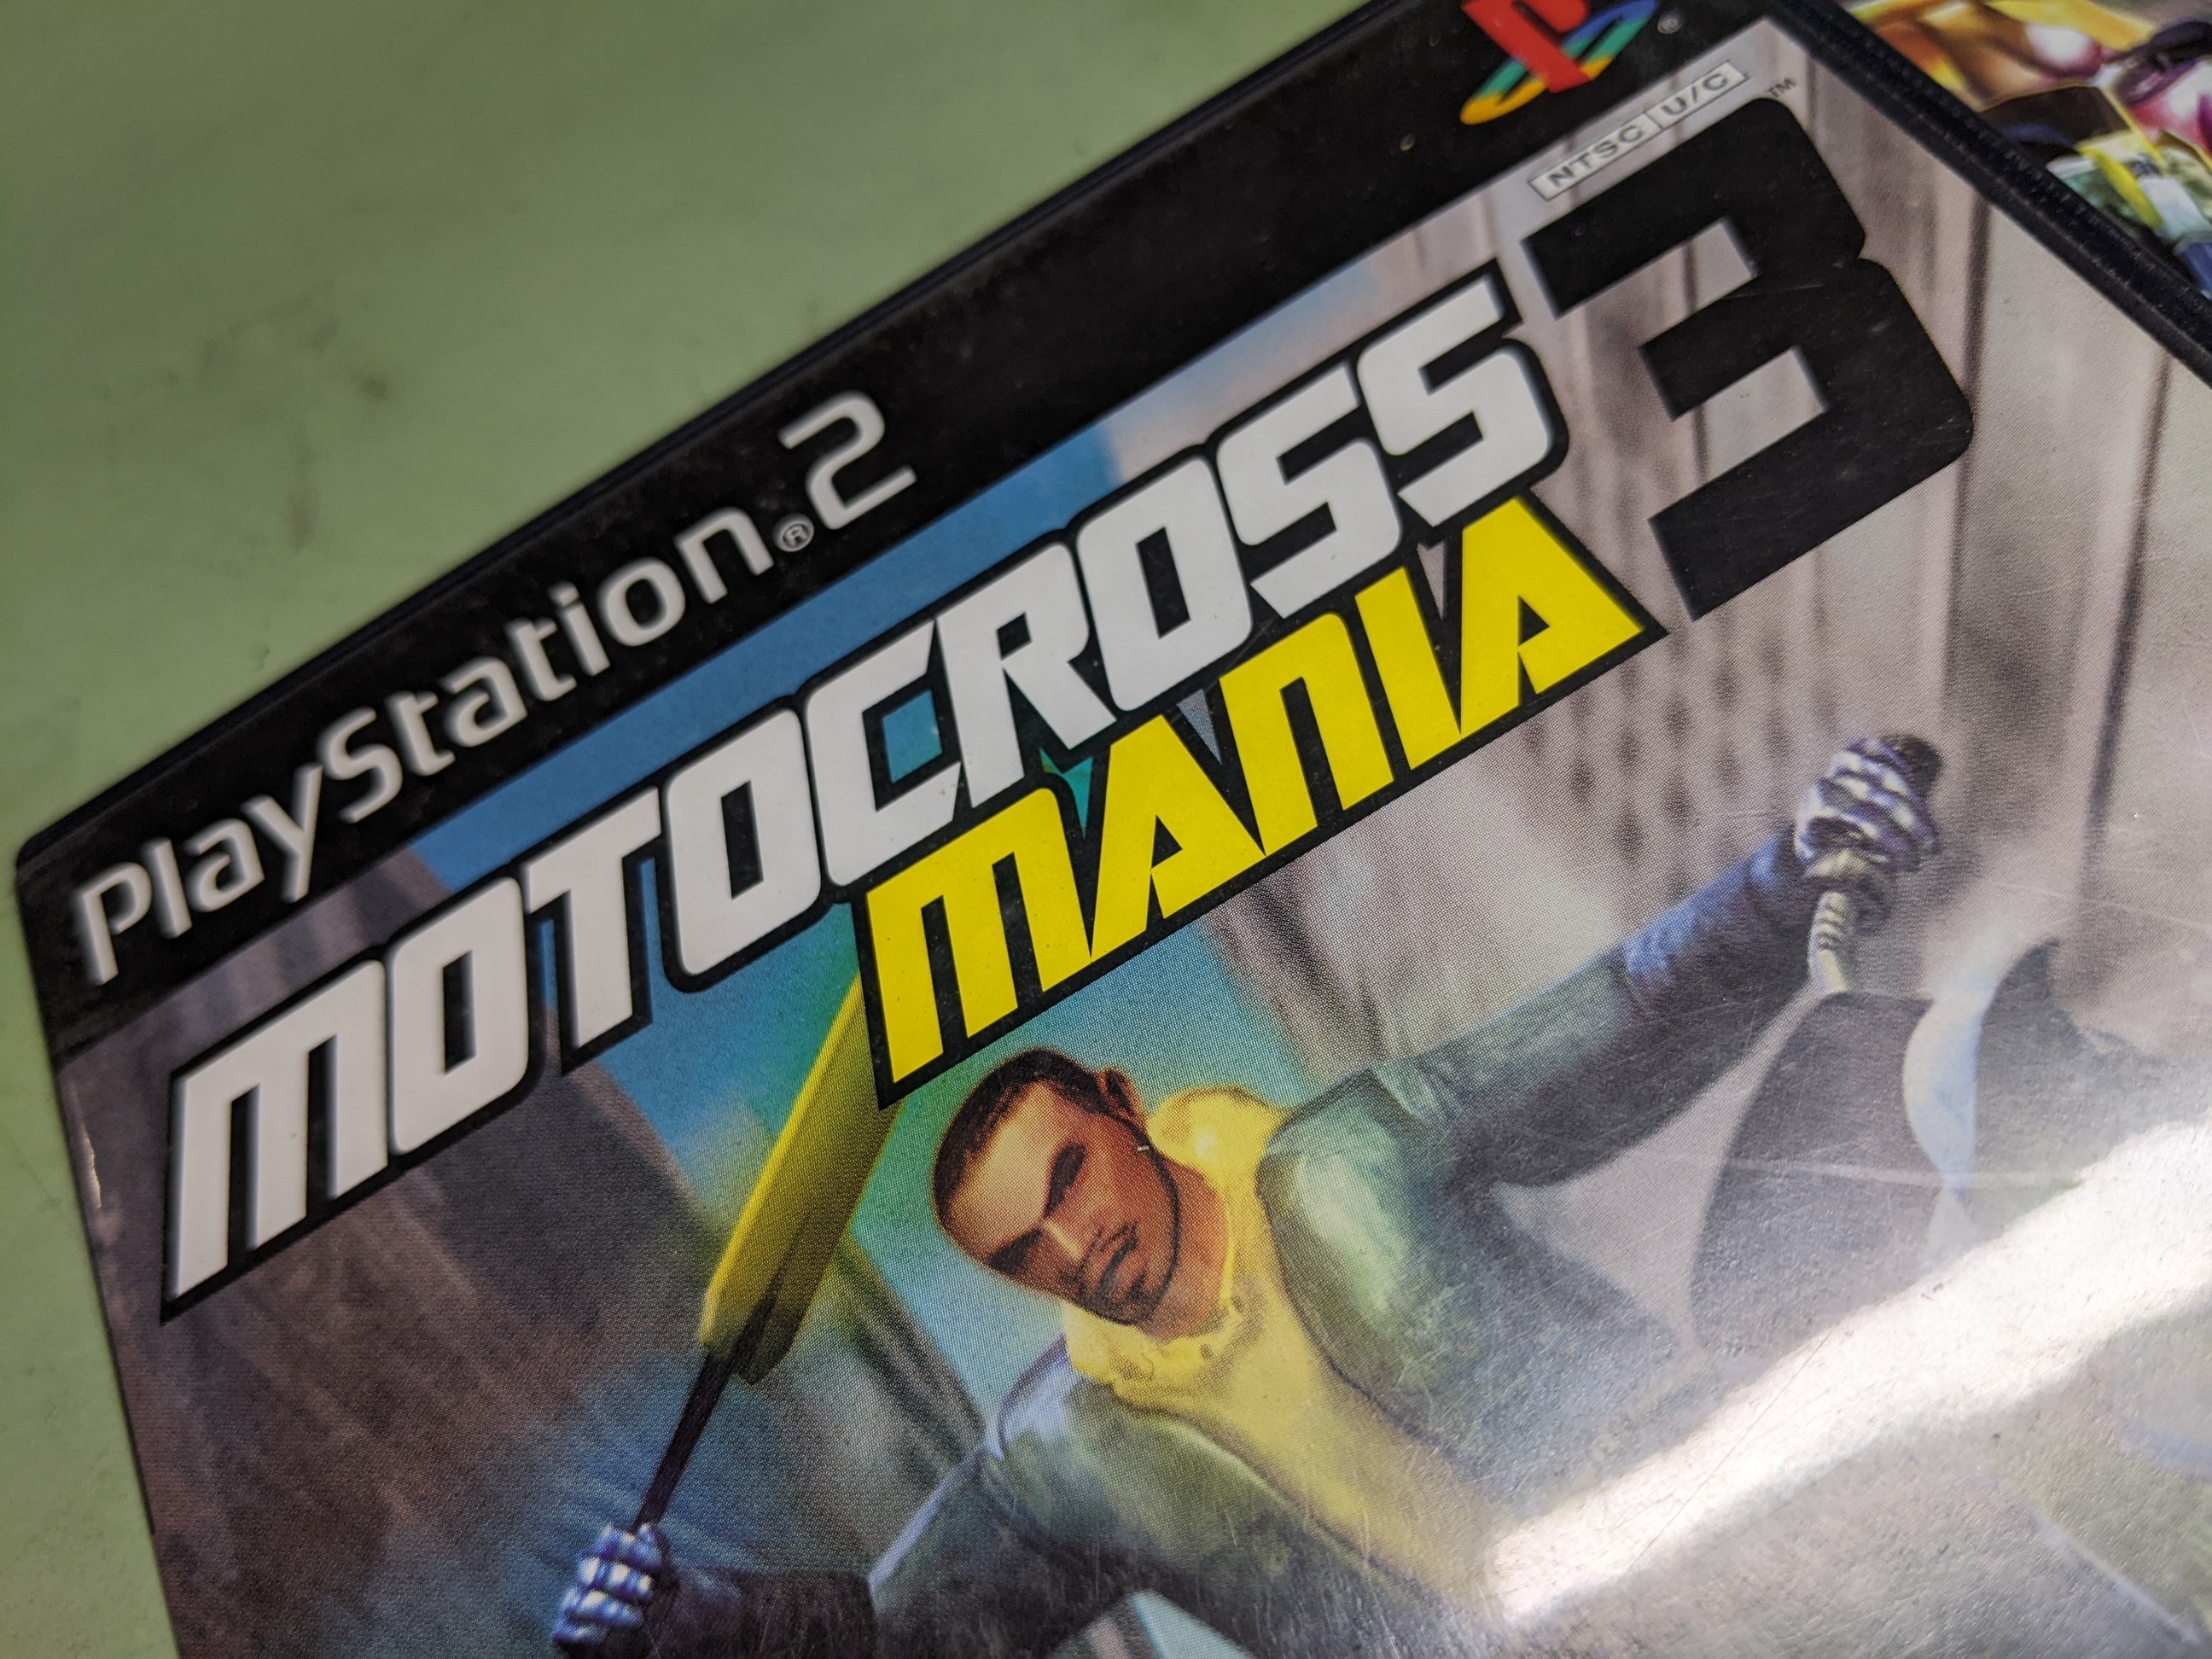 PlayStation®2
®
NTSC U/C
™
MOTOCROSS
MANIA
3